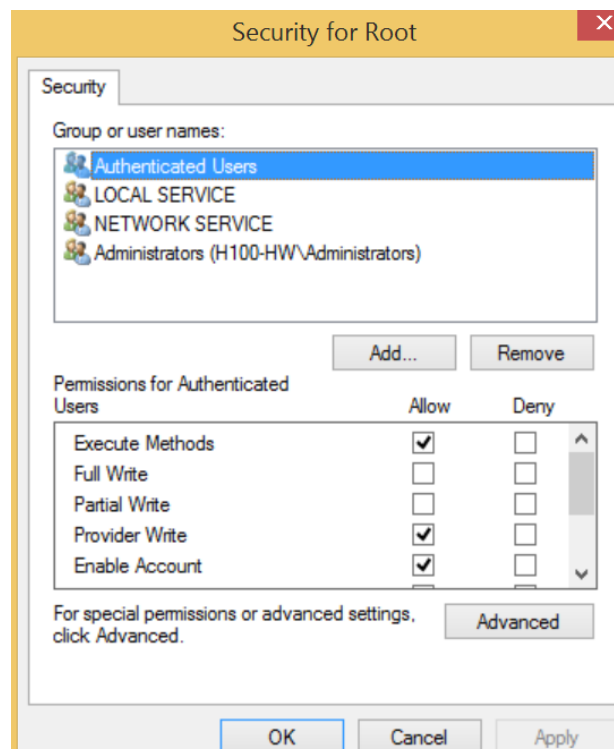 Security for Root
Security
Group or user names:
Authenticated Users
LOCAL SERVICE
NETWORK SERVICE
Administrators (H100-HW\Administrators)
Add... Remove
Permissions for Authenticated
Users Allow Deny
Execute Methods
Full Write
Partial Write
Provider Write
Enable Account
For special permissions or advanced settings,
click Advanced. Advanced
OK Cancel Apply